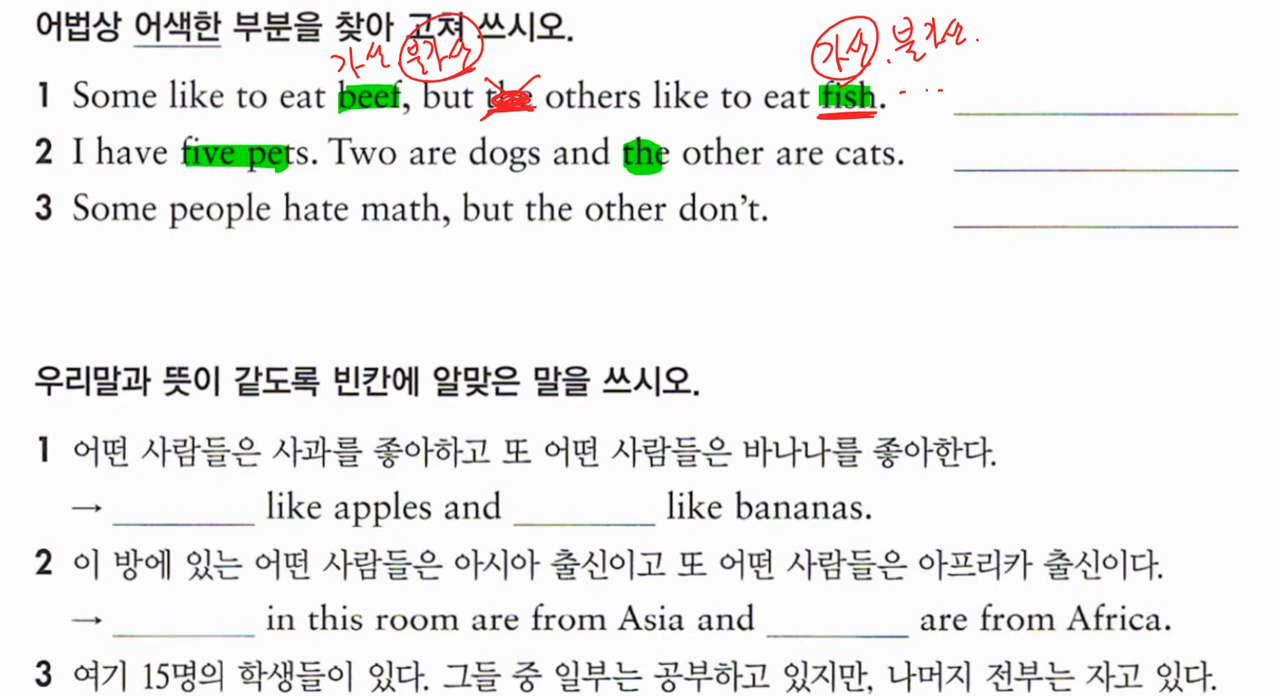 어법상 어색한 부분을 찾아 고쳐 쓰시오.
가산 불가산 가산. 불가산.
1 Some like to eat beef, but the others like to eat fish. ...
2 I have five pets. Two are dogs and the other are cats.
3 Some people hate math, but the other don't.
우리말과 뜻이 같도록 빈칸에 알맞은 말을 쓰시오.
1 어떤 사람들은 사과를 좋아하고 또 어떤 사람들은 바나나를 좋아한다.
→ ________ like apples and ________ like bananas.
2 이 방에 있는 어떤 사람들은 아시아 출신이고 또 어떤 사람들은 아프리카 출신이다.
→ ________ in this room are from Asia and ________ are from Africa.
3 여기 15명의 학생들이 있다. 그들 중 일부는 공부하고 있지만, 나머지 전부는 자고 있다.